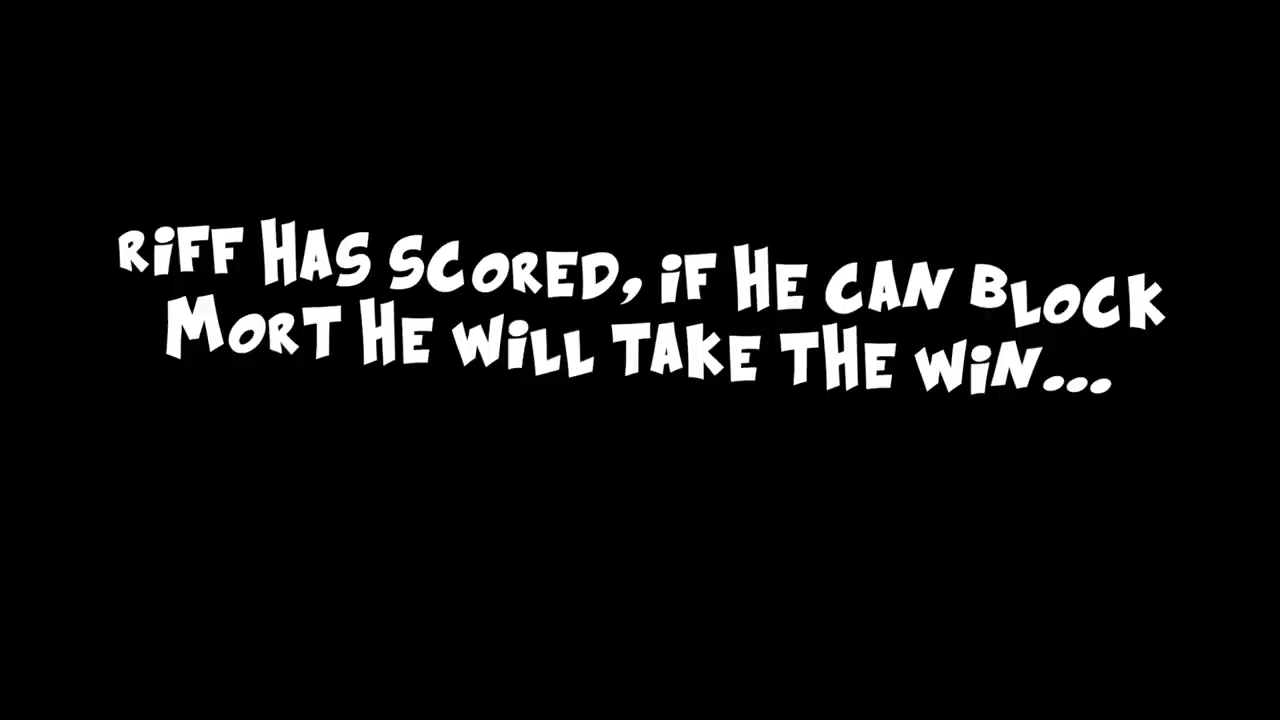 RiFF HAS SCORED, iF HE CAN BLOCK
MORT HE WiLL TAKE THE WiN...